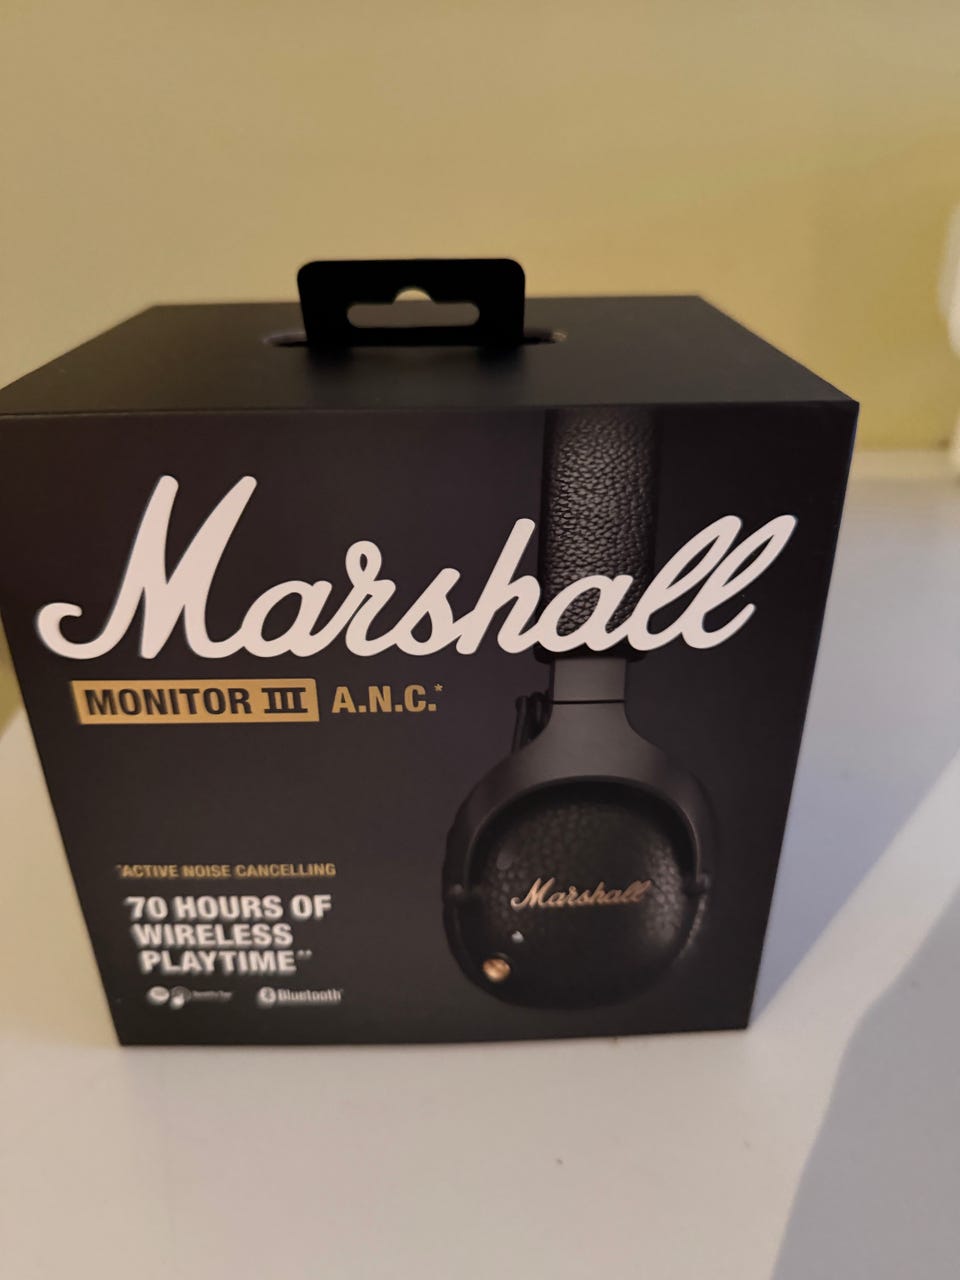 Marshall
MONITOR III A.N.C.*
*ACTIVE NOISE CANCELLING
70 HOURS OF
WIRELESS
PLAYTIME**
Bluetooth
Marshall